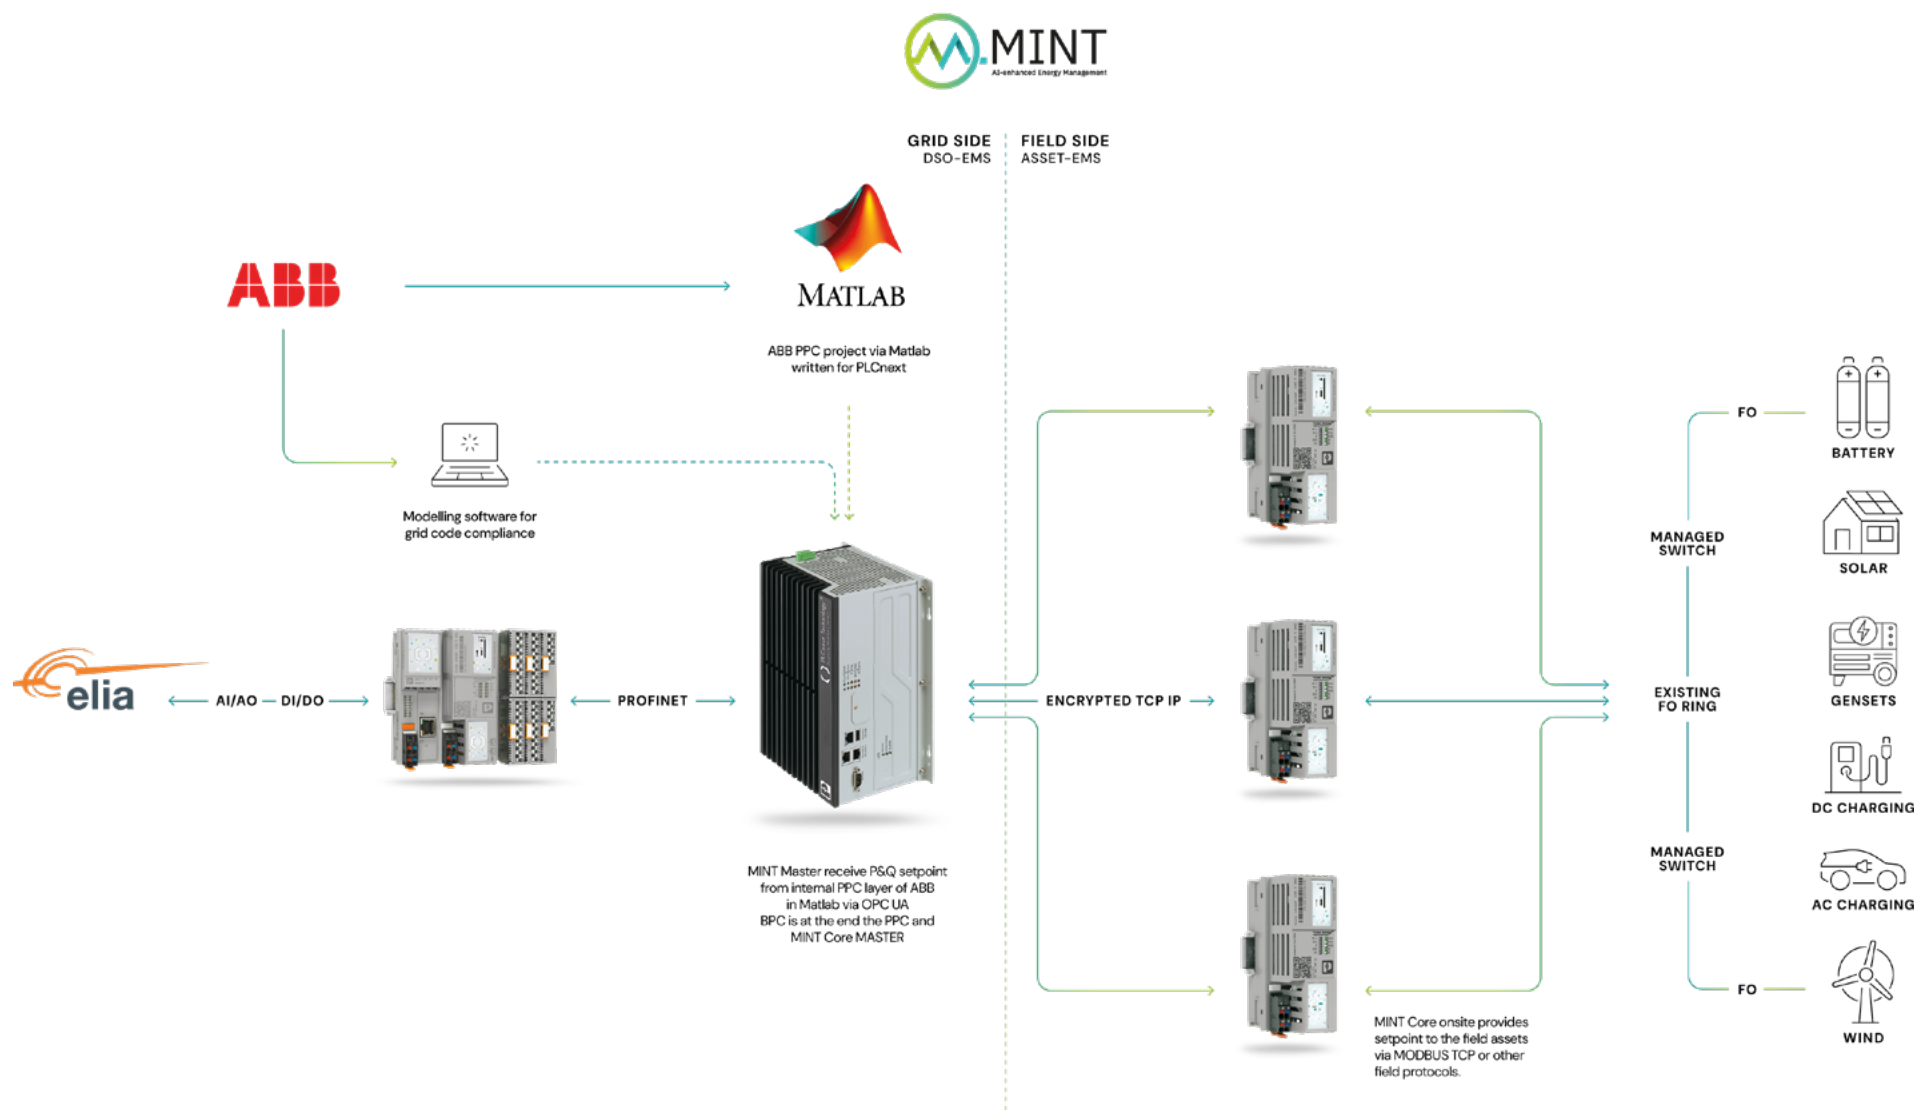 MINT
AI-enhanced Energy Management
GRID SIDE
DSO-EMS
FIELD SIDE
ASSET-EMS
ABB
MATLAB
ABB PPC project via Matlab
written for PLCnext
Modelling software for
grid code compliance
elia
AI/AO
DI/DO
PROFINET
ENCRYPTED TCP IP
MINT Master receive P&Q setpoint
from internal PPC layer of ABB
in Matlab via OPC UA
BPC is at the end the PPC and
MINT Core MASTER
MINT Core onsite provides
setpoint to the field assets
via MODBUS TCP or other
field protocols.
FO
MANAGED
SWITCH
EXISTING
FO RING
MANAGED
SWITCH
FO
BATTERY
SOLAR
GENSETS
DC CHARGING
AC CHARGING
WIND